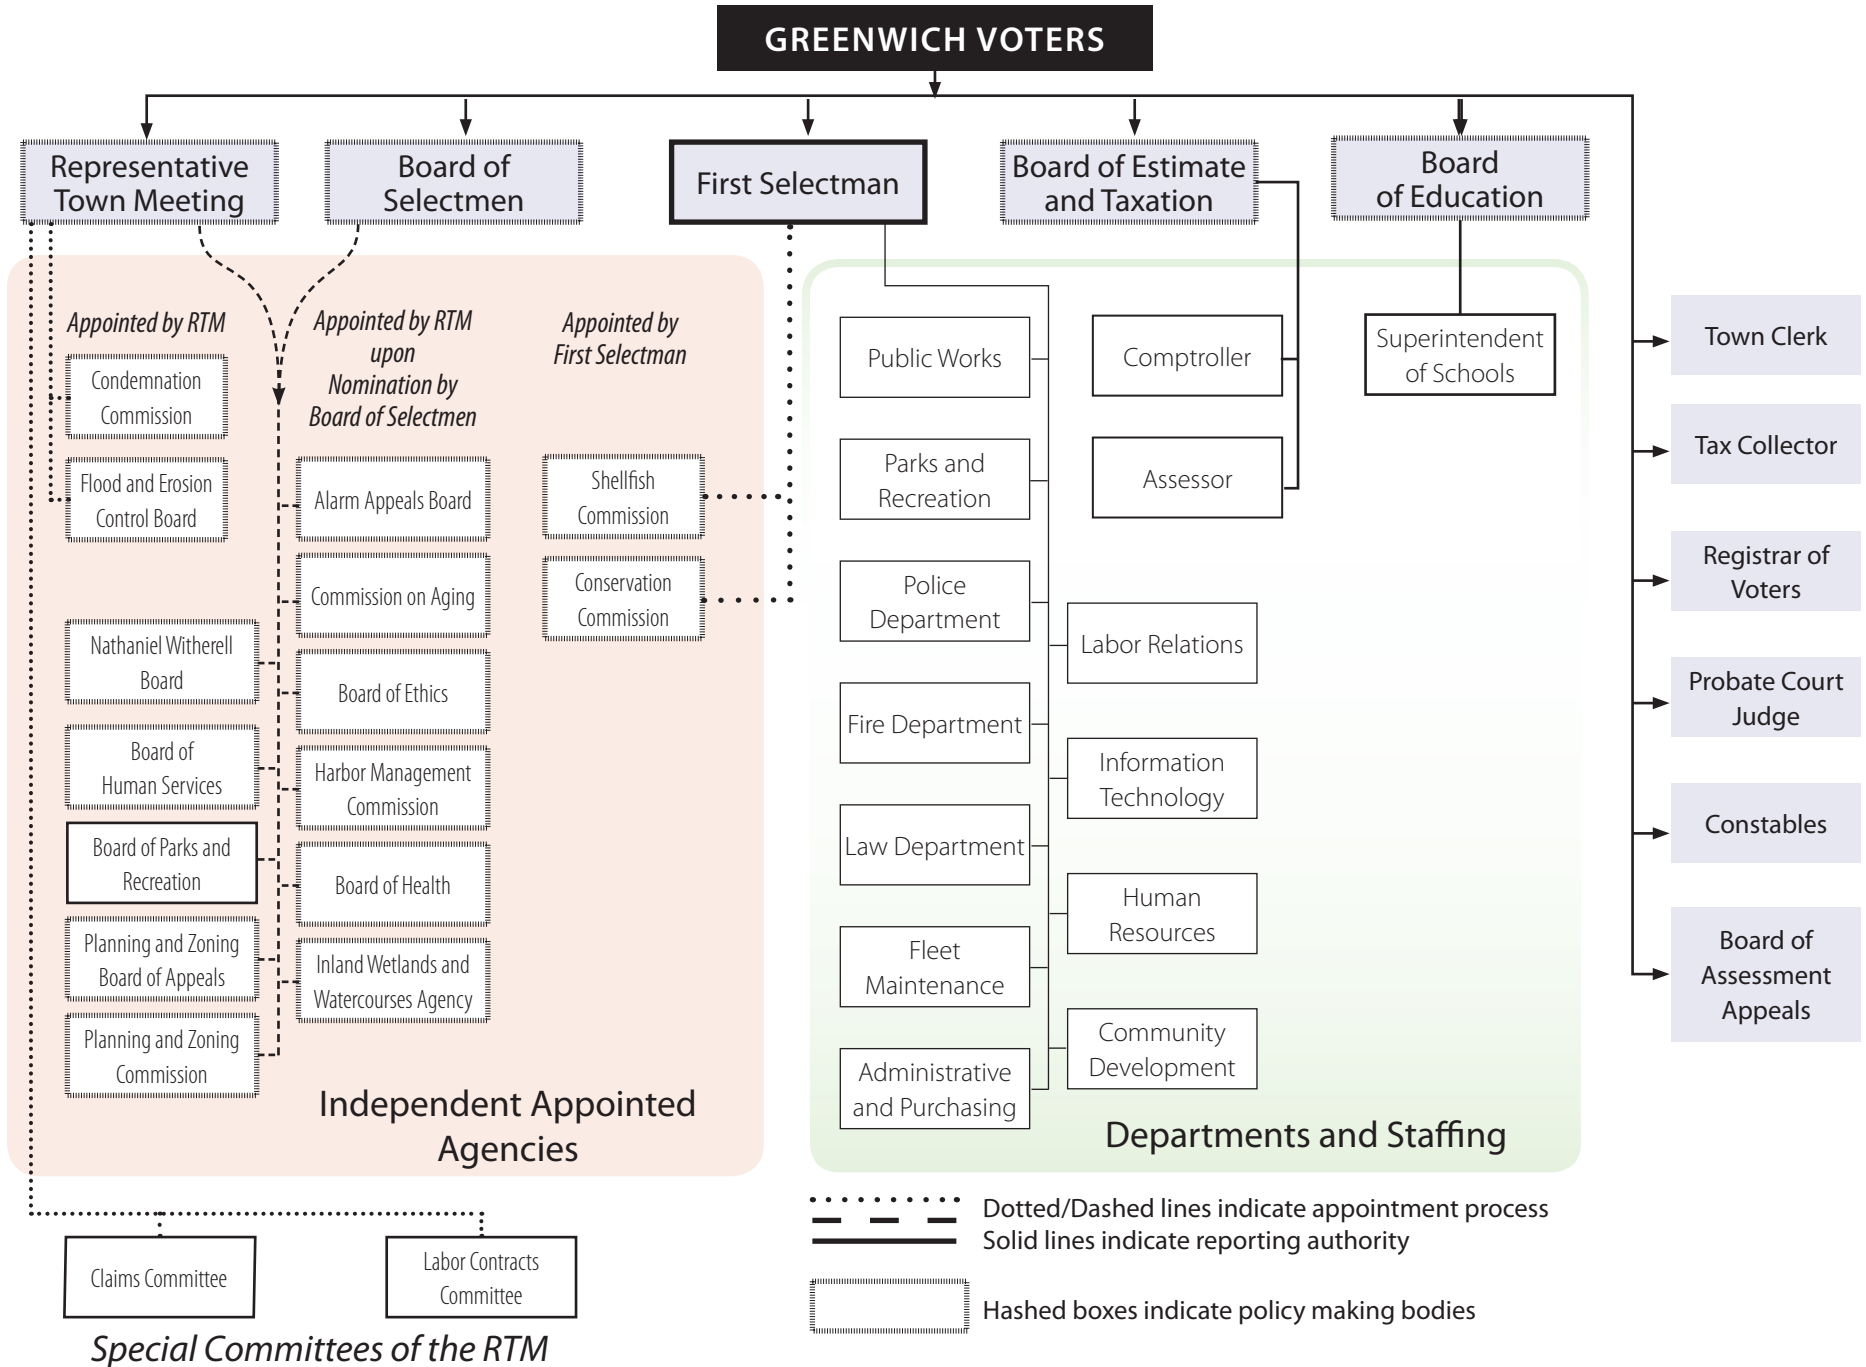 GREENWICH VOTERS
Representative
Town Meeting
Board of
Selectmen
First Selectman
Board of Estimate
and Taxation
Board
of Education
Appointed by RTM
Condemnation
Commission
Flood and Erosion
Control Board
Nathaniel Witherell
Board
Board of
Human Services
Board of Parks and
Recreation
Planning and Zoning
Board of Appeals
Planning and Zoning
Commission
Appointed by RTM
upon
Nomination by
Board of Selectmen
Alarm Appeals Board
Commission on Aging
Board of Ethics
Harbor Management
Commission
Board of Health
Inland Wetlands and
Watercourses Agency
Appointed by
First Selectman
Shellfish
Commission
Conservation
Commission
Independent Appointed
Agencies
Public Works
Parks and
Recreation
Police
Department
Fire Department
Law Department
Fleet
Maintenance
Administrative
and Purchasing
Comptroller
Assessor
Labor Relations
Information
Technology
Human
Resources
Community
Development
Superintendent
of Schools
Departments and Staffing
Town Clerk
Tax Collector
Registrar of
Voters
Probate Court
Judge
Constables
Board of
Assessment
Appeals
Claims Committee
Labor Contracts
Committee
Special Committees of the RTM
Dotted/Dashed lines indicate appointment process
Solid lines indicate reporting authority
Hashed boxes indicate policy making bodies